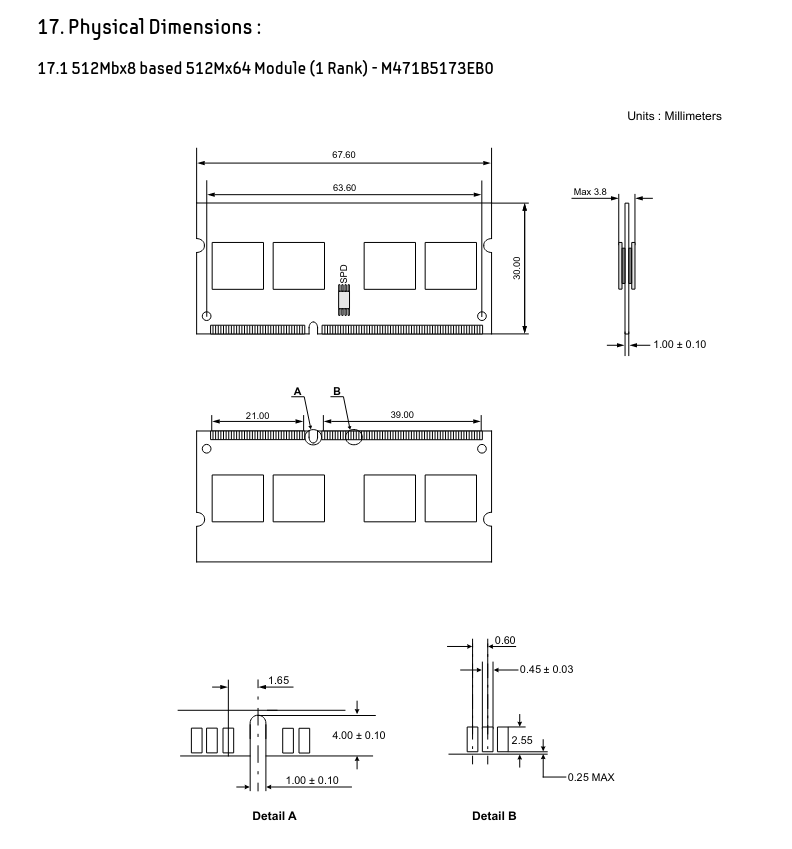 17. Physical Dimensions :
17.1 512Mbx8 based 512Mx64 Module (1 Rank) - M471B5173EB0
Units : Millimeters
67.60
63.60
Max 3.8
SPD
30.00
1.00 ± 0.10
A
B
21.00
39.00
0.60
0.45 ± 0.03
1.65
4.00 ± 0.10
2.55
1.00 ± 0.10
0.25 MAX
Detail A
Detail B